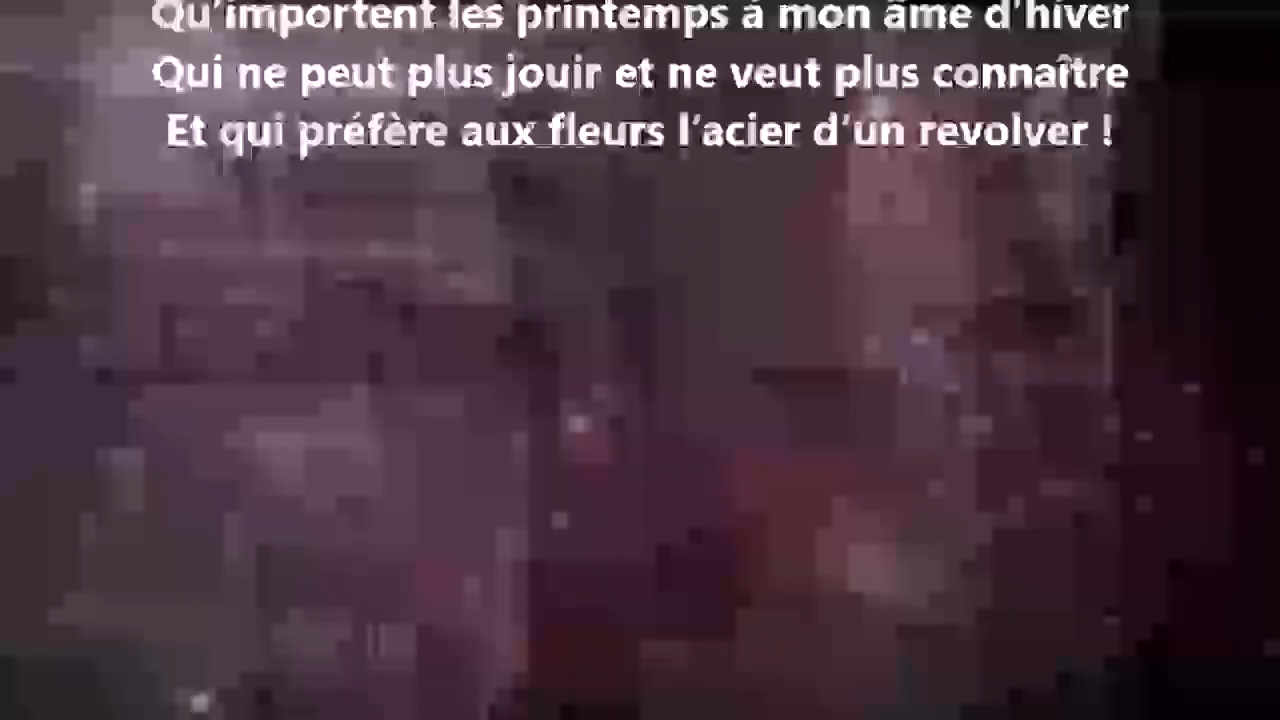 Qu'importent les printemps à mon âme d'hiver
Qui ne peut plus jouir et ne veut plus connaître
Et qui préfère aux fleurs l'acier d'un revolver !